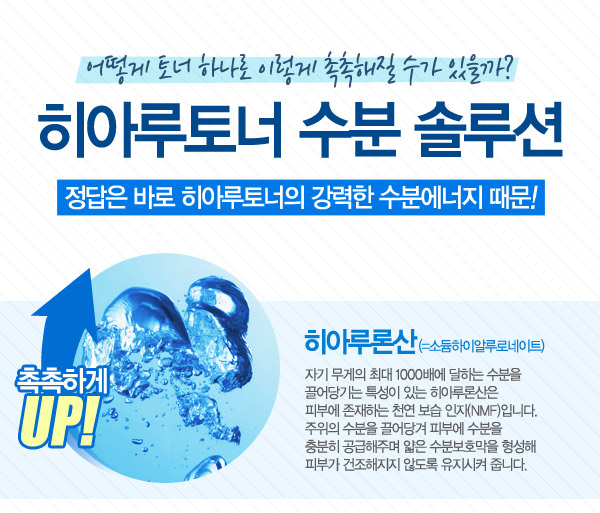 어떻게 토너 하나로 이렇게 촉촉해질 수가 있을까?
히아루토너 수분 솔루션
정답은 바로 히아루토너의 강력한 수분에너지 때문!
촉촉하게
UP!
히아루론산 (=소듐하이알루로네이트)
자기 무게의 최대 1000배에 달하는 수분을
끌어당기는 특성이 있는 히아루론산은
피부에 존재하는 천연 보습 인자(NMF)입니다.
주위의 수분을 끌어당겨 피부에 수분을
충분히 공급해주며 얇은 수분보호막을 형성해
피부가 건조해지지 않도록 유지시켜 줍니다.